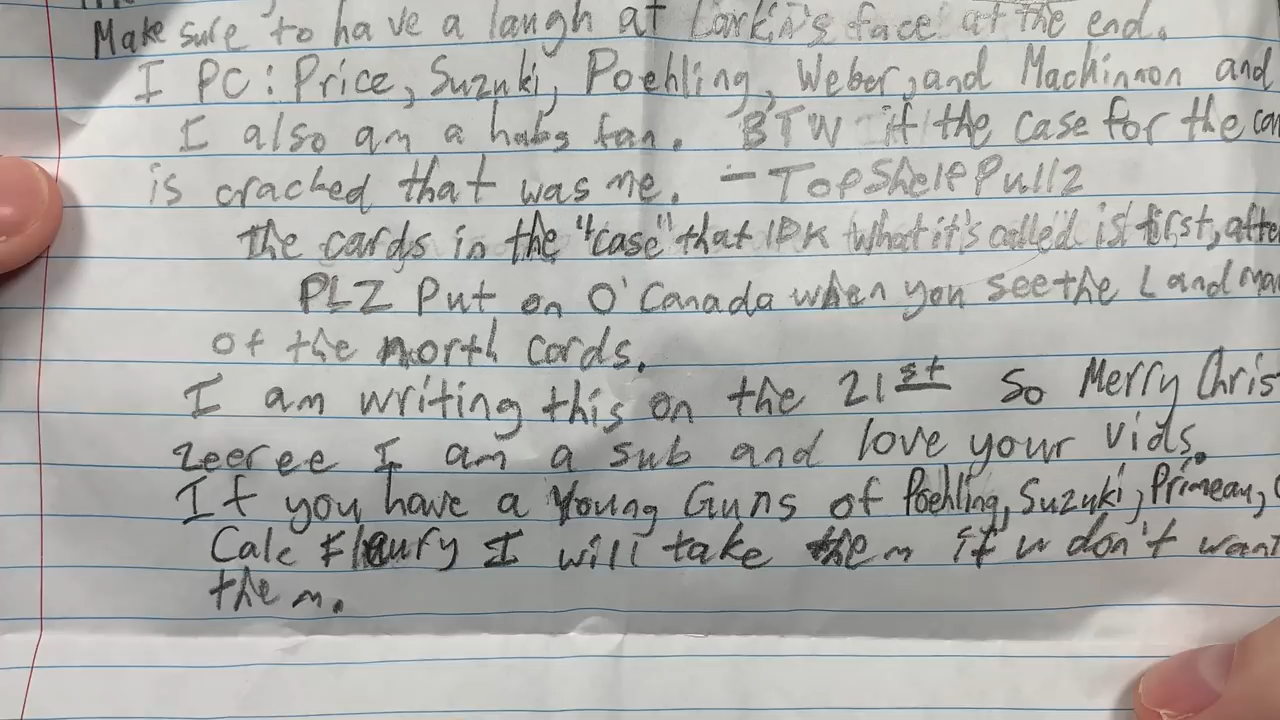 Make sure to have a laugh at Larkin's face at the end.
I PC: Price, Suzuki, Poehling, Weber, and Mackinnon and
I also am a habs fan. BTW if the case for the car
is cracked that was me. - TopShelfPullz
The cards in the "case" that IDK what it's called is first, afte
PLZ Put on O'Canada when you see the Landmar
of the north cards.
I am writing this on the 21st so Merry Chris
zeeree I am a sub and love your vids.
If you have a Young Guns of Poehling, Suzuki, Primeau,
Cale Fleury I will take them if u don't want
them.